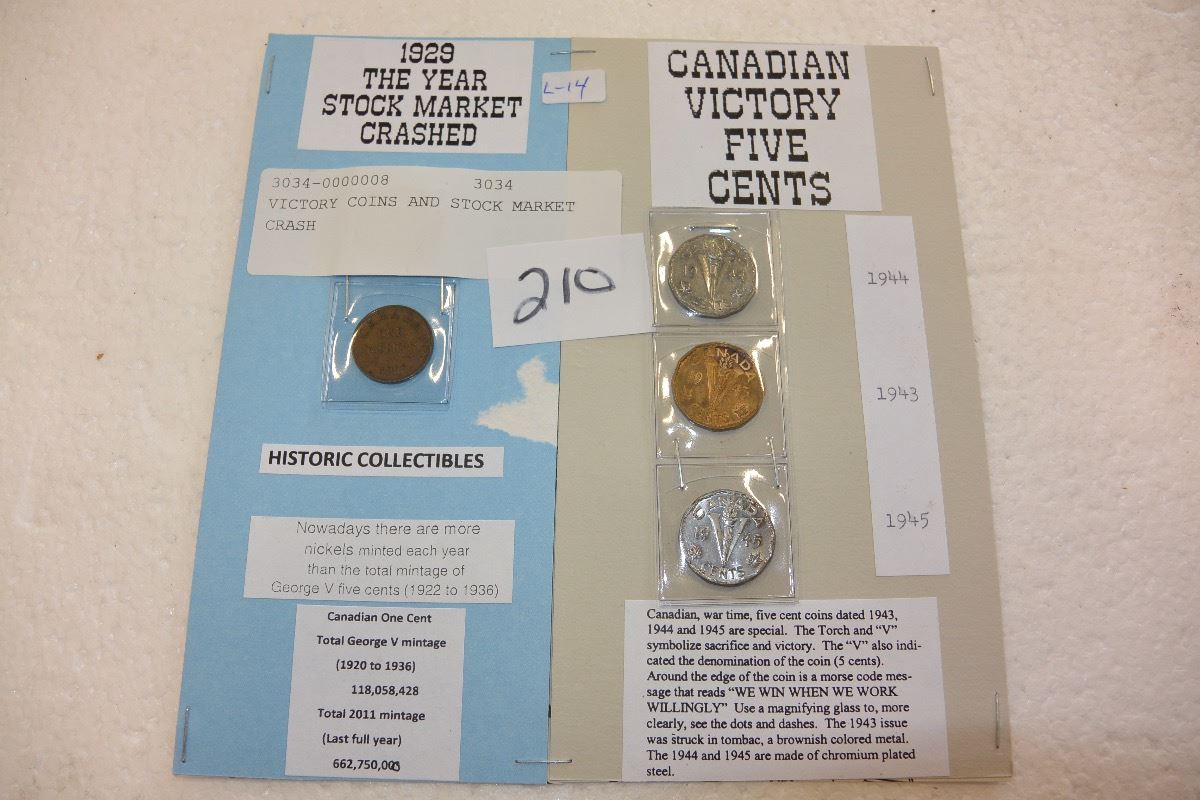 1929
THE YEAR
STOCK MARKET
CRASHED
L-14
3034-0000008 3034
VICTORY COINS AND STOCK MARKET
CRASH
210
HISTORIC COLLECTIBLES
Nowadays there are more
nickels minted each year
than the total mintage of
George V five cents (1922 to 1936)
Canadian One Cent
Total George V mintage
(1920 to 1936)
118,058,428
Total 2011 mintage
(Last full year)
662,750,000
CANADIAN
VICTORY
FIVE
CENTS
1944
1943
1945
CANADA
CANADA
CENTS
CANADA
19 45
CENTS
Canadian, war time, five cent coins dated 1943,
1944 and 1945 are special. The Torch and "V"
symbolize sacrifice and victory. The "V" also indi-
cated the denomination of the coin (5 cents).
Around the edge of the coin is a morse code mes-
sage that reads "WE WIN WHEN WE WORK
WILLINGLY" Use a magnifying glass to, more
clearly, see the dots and dashes. The 1943 issue
was struck in tombac, a brownish colored metal.
The 1944 and 1945 are made of chromium plated
steel.